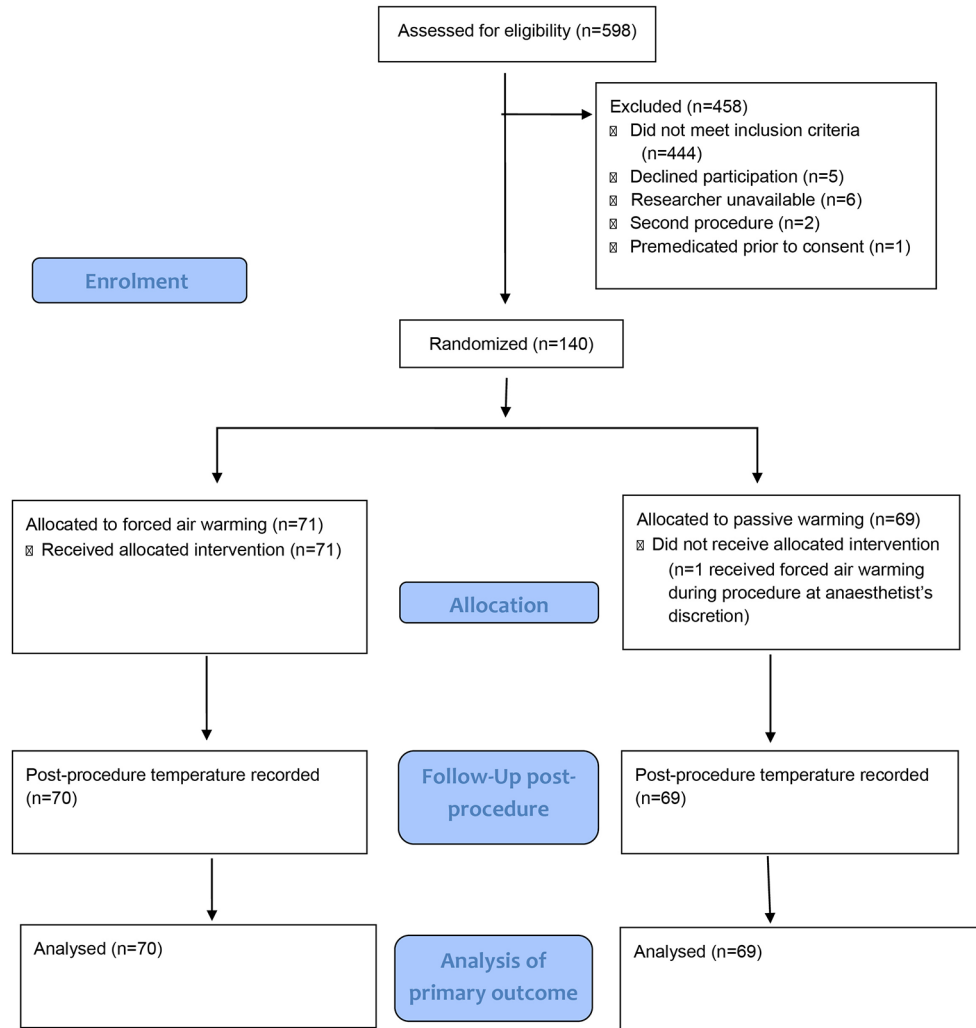 Assessed for eligibility (n=598)
Excluded (n=458)
Did not meet inclusion criteria
(n=444)
Declined participation (n=5)
Researcher unavailable (n=6)
Second procedure (n=2)
Premedicated prior to consent (n=1)
Enrolment
Randomized (n=140)
Allocated to forced air warming (n=71)
Received allocated intervention (n=71)
Allocation
Allocated to passive warming (n=69)
Did not receive allocated intervention
(n=1 received forced air warming
during procedure at anaesthetist's
discretion)
Post-procedure temperature recorded
(n=70)
Follow-Up post-
procedure
Post-procedure temperature recorded
(n=69)
Analysed (n=70)
Analysis of
primary outcome
Analysed (n=69)